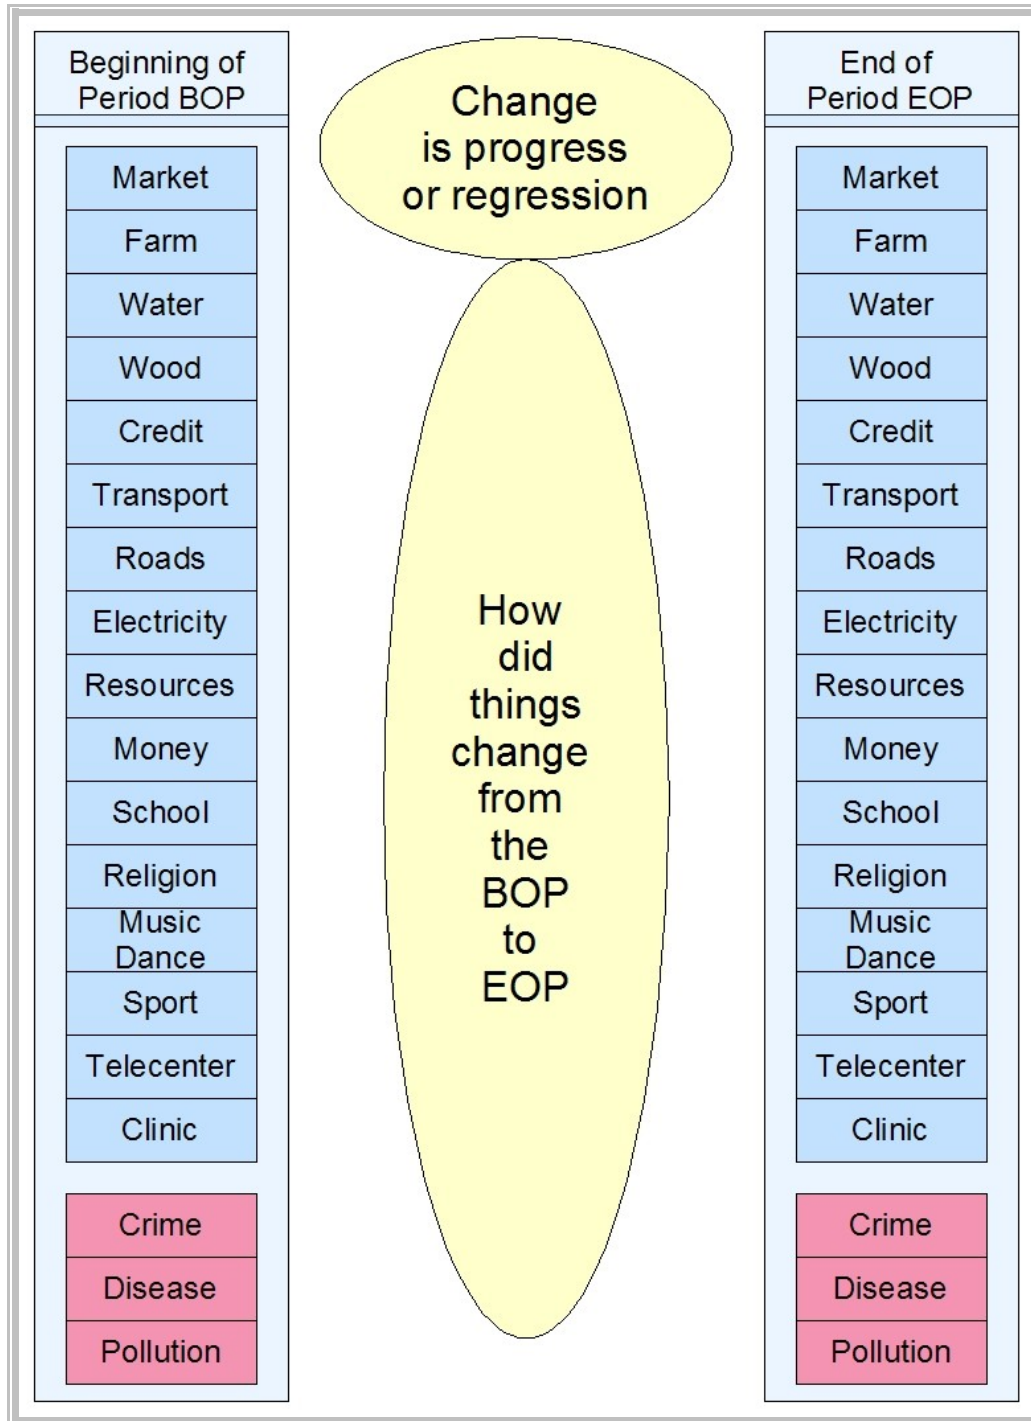 Beginning of
Period BOP
Market
Farm
Water
Wood
Credit
Transport
Roads
Electricity
Resources
Money
School
Religion
Music
Dance
Sport
Telecenter
Clinic
Crime
Disease
Pollution
Change
is progress
or regression
How
did
things
change
from
the
BOP
to
EOP
End of
Period EOP
Market
Farm
Water
Wood
Credit
Transport
Roads
Electricity
Resources
Money
School
Religion
Music
Dance
Sport
Telecenter
Clinic
Crime
Disease
Pollution